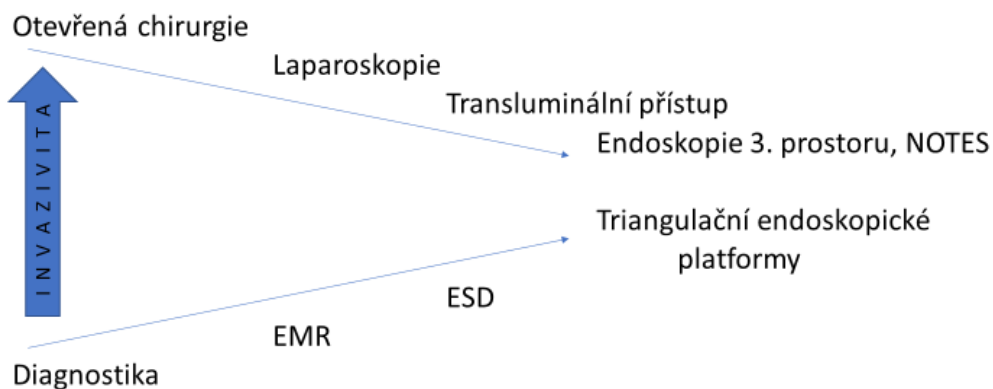 Otevřená chirurgie
Laparoskopie
Transluminální přístup
Endoskopie 3. prostoru, NOTES
INVAZIVITA
Triangulační endoskopické
platformy
ESD
EMR
Diagnostika